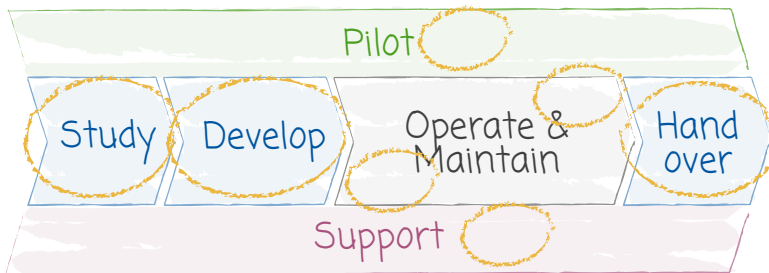 Pilot
Study
Develop
Operate &
Maintain
Hand
over
Support